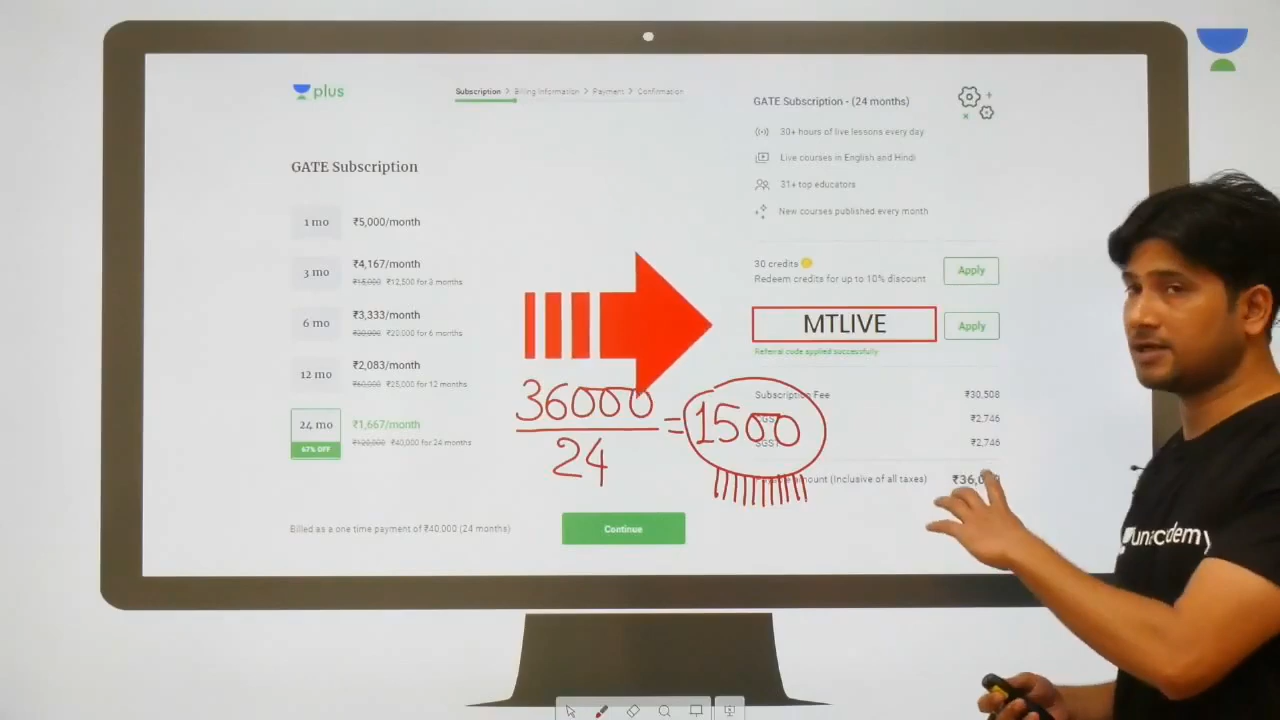 plus
Subscription > Billing Information > Payment > Confirmation
GATE Subscription
1 mo ₹5,000/month
3 mo ₹4,167/month
₹15,000 ₹12,500 for 3 months
6 mo ₹3,333/month
₹30,000 ₹20,000 for 6 months
12 mo ₹2,083/month
₹60,000 ₹25,000 for 12 months
24 mo ₹1,667/month
67% OFF ₹120,000 ₹40,000 for 24 months
Billed as a one time payment of ₹40,000 (24 months)
Continue
GATE Subscription - (24 months)
30+ hours of live lessons every day
Live courses in English and Hindi
31+ top educators
New courses published every month
30 credits
Redeem credits for up to 10% discount
Apply
MTLIVE
Apply
Referral code applied successfully
Subscription Fee ₹30,508
₹2,746
SGST ₹2,746
amount (Inclusive of all taxes) ₹36,0
36000
24
= 1500
unacademy